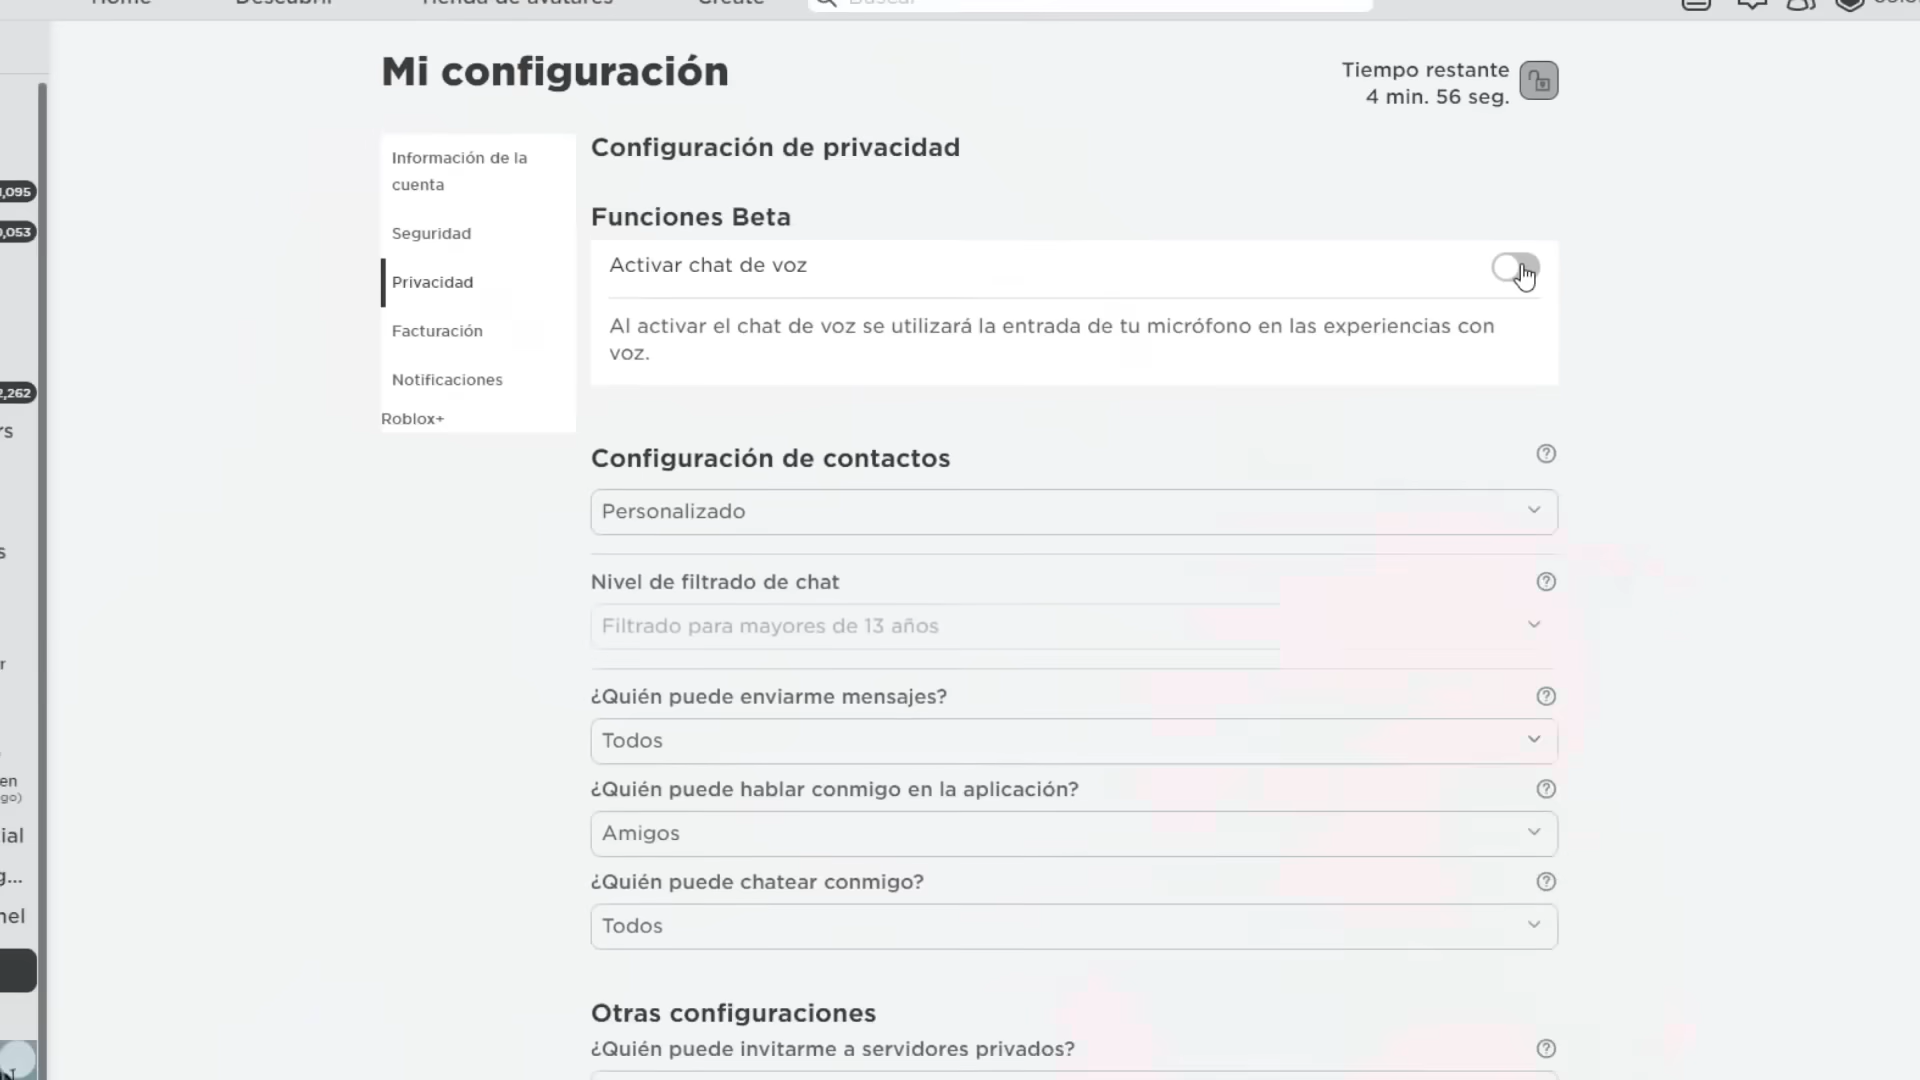 Mi configuración
Tiempo restante
4 min. 56 seg.
Información de la
cuenta
Seguridad
Privacidad
Facturación
Notificaciones
Roblox+
Configuración de privacidad
Funciones Beta
Activar chat de voz
Al activar el chat de voz se utilizará la entrada de tu micrófono en las experiencias con
voz.
Configuración de contactos
Personalizado
Nivel de filtrado de chat
Filtrado para mayores de 13 años
¿Quién puede enviarme mensajes?
Todos
¿Quién puede hablar conmigo en la aplicación?
Amigos
¿Quién puede chatear conmigo?
Todos
Otras configuraciones
¿Quién puede invitarme a servidores privados?